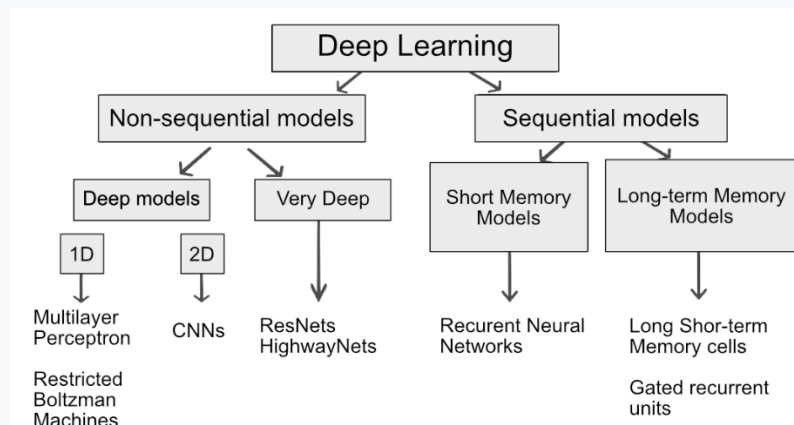 Deep Learning
Non-sequential models
Sequential models
Deep models
Very Deep
Short Memory
Models
Long-term Memory
Models
1D
2D
Multilayer
Perceptron
Restricted
Boltzman
Machines
CNNs
ResNets
HighwayNets
Recurent Neural
Networks
Long Shor-term
Memory cells
Gated recurrent
units